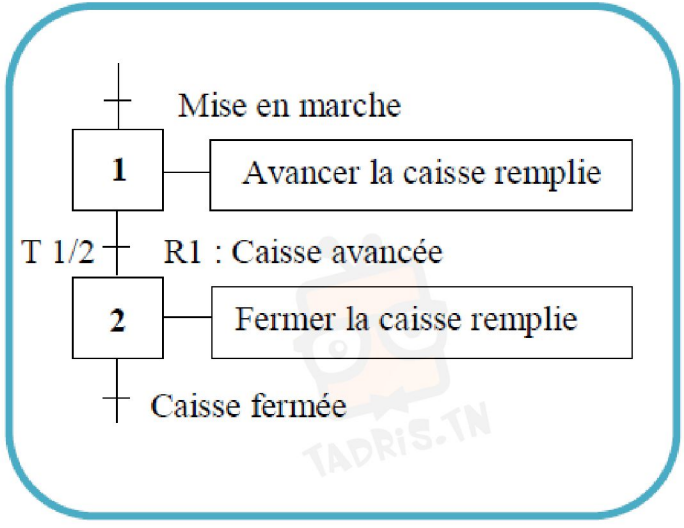 Mise en marche
1 Avancer la caisse remplie
T 1/2 R1 : Caisse avancée
2 Fermer la caisse remplie
Caisse fermée
TADRiS.TN